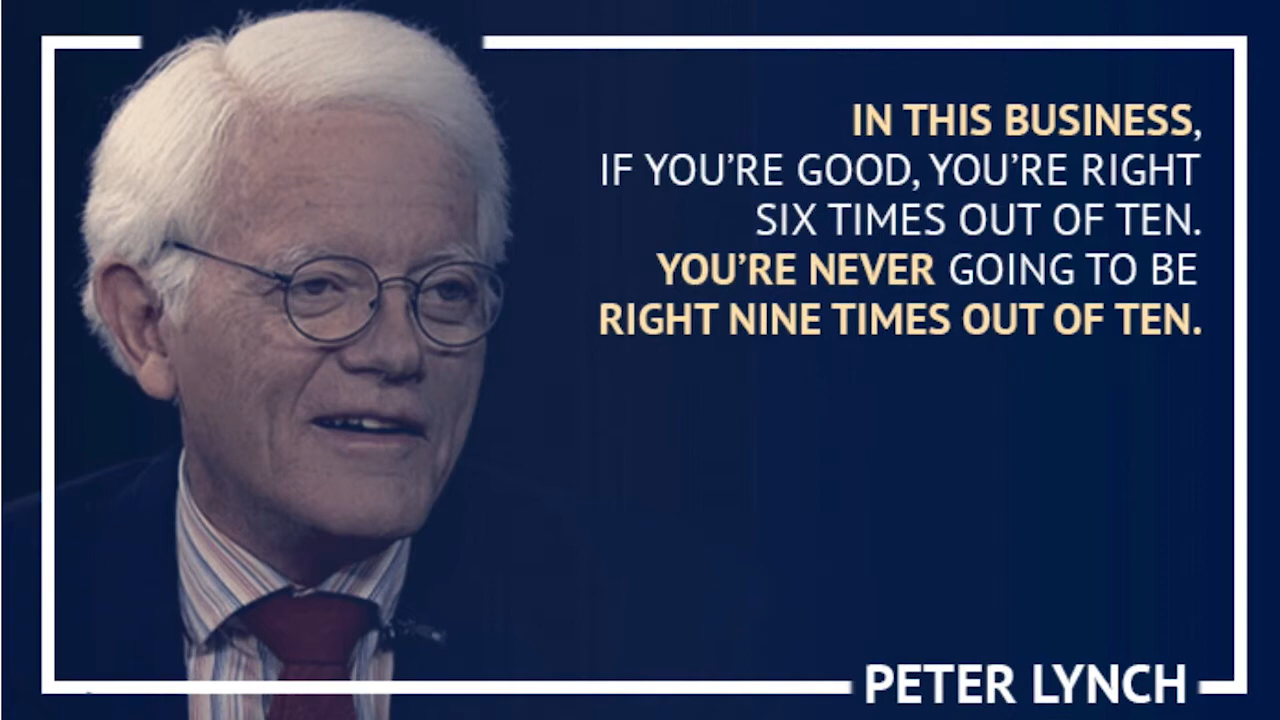 IN THIS BUSINESS,
IF YOU’RE GOOD, YOU’RE RIGHT
SIX TIMES OUT OF TEN.
YOU’RE NEVER GOING TO BE
RIGHT NINE TIMES OUT OF TEN.
PETER LYNCH